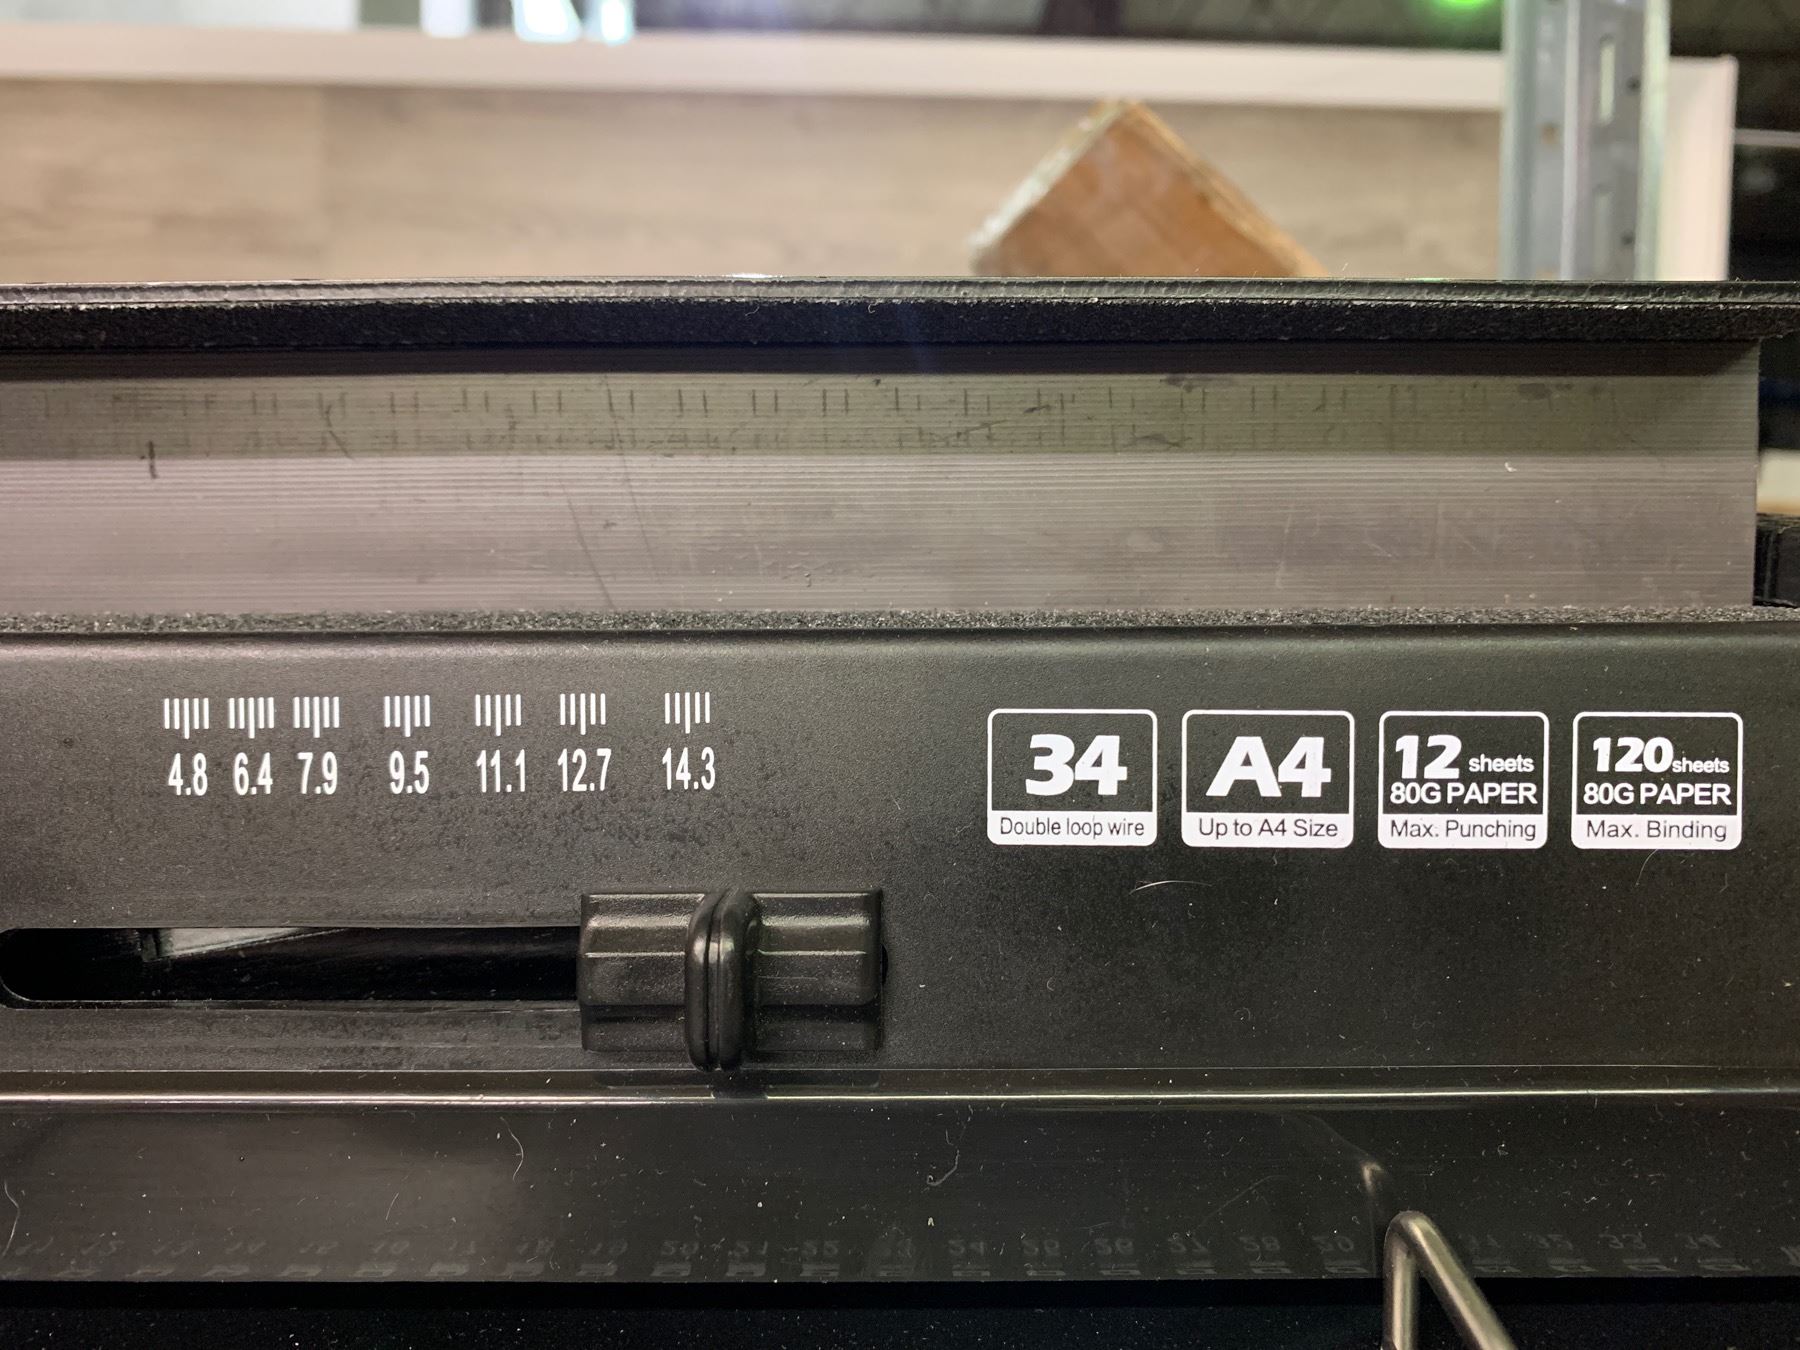 4.8 6.4 7.9 9.5 11.1 12.7 14.3
34
Double loop wire
A4
Up to A4 Size
12 sheets
80G PAPER
Max. Punching
120 sheets
80G PAPER
Max. Binding